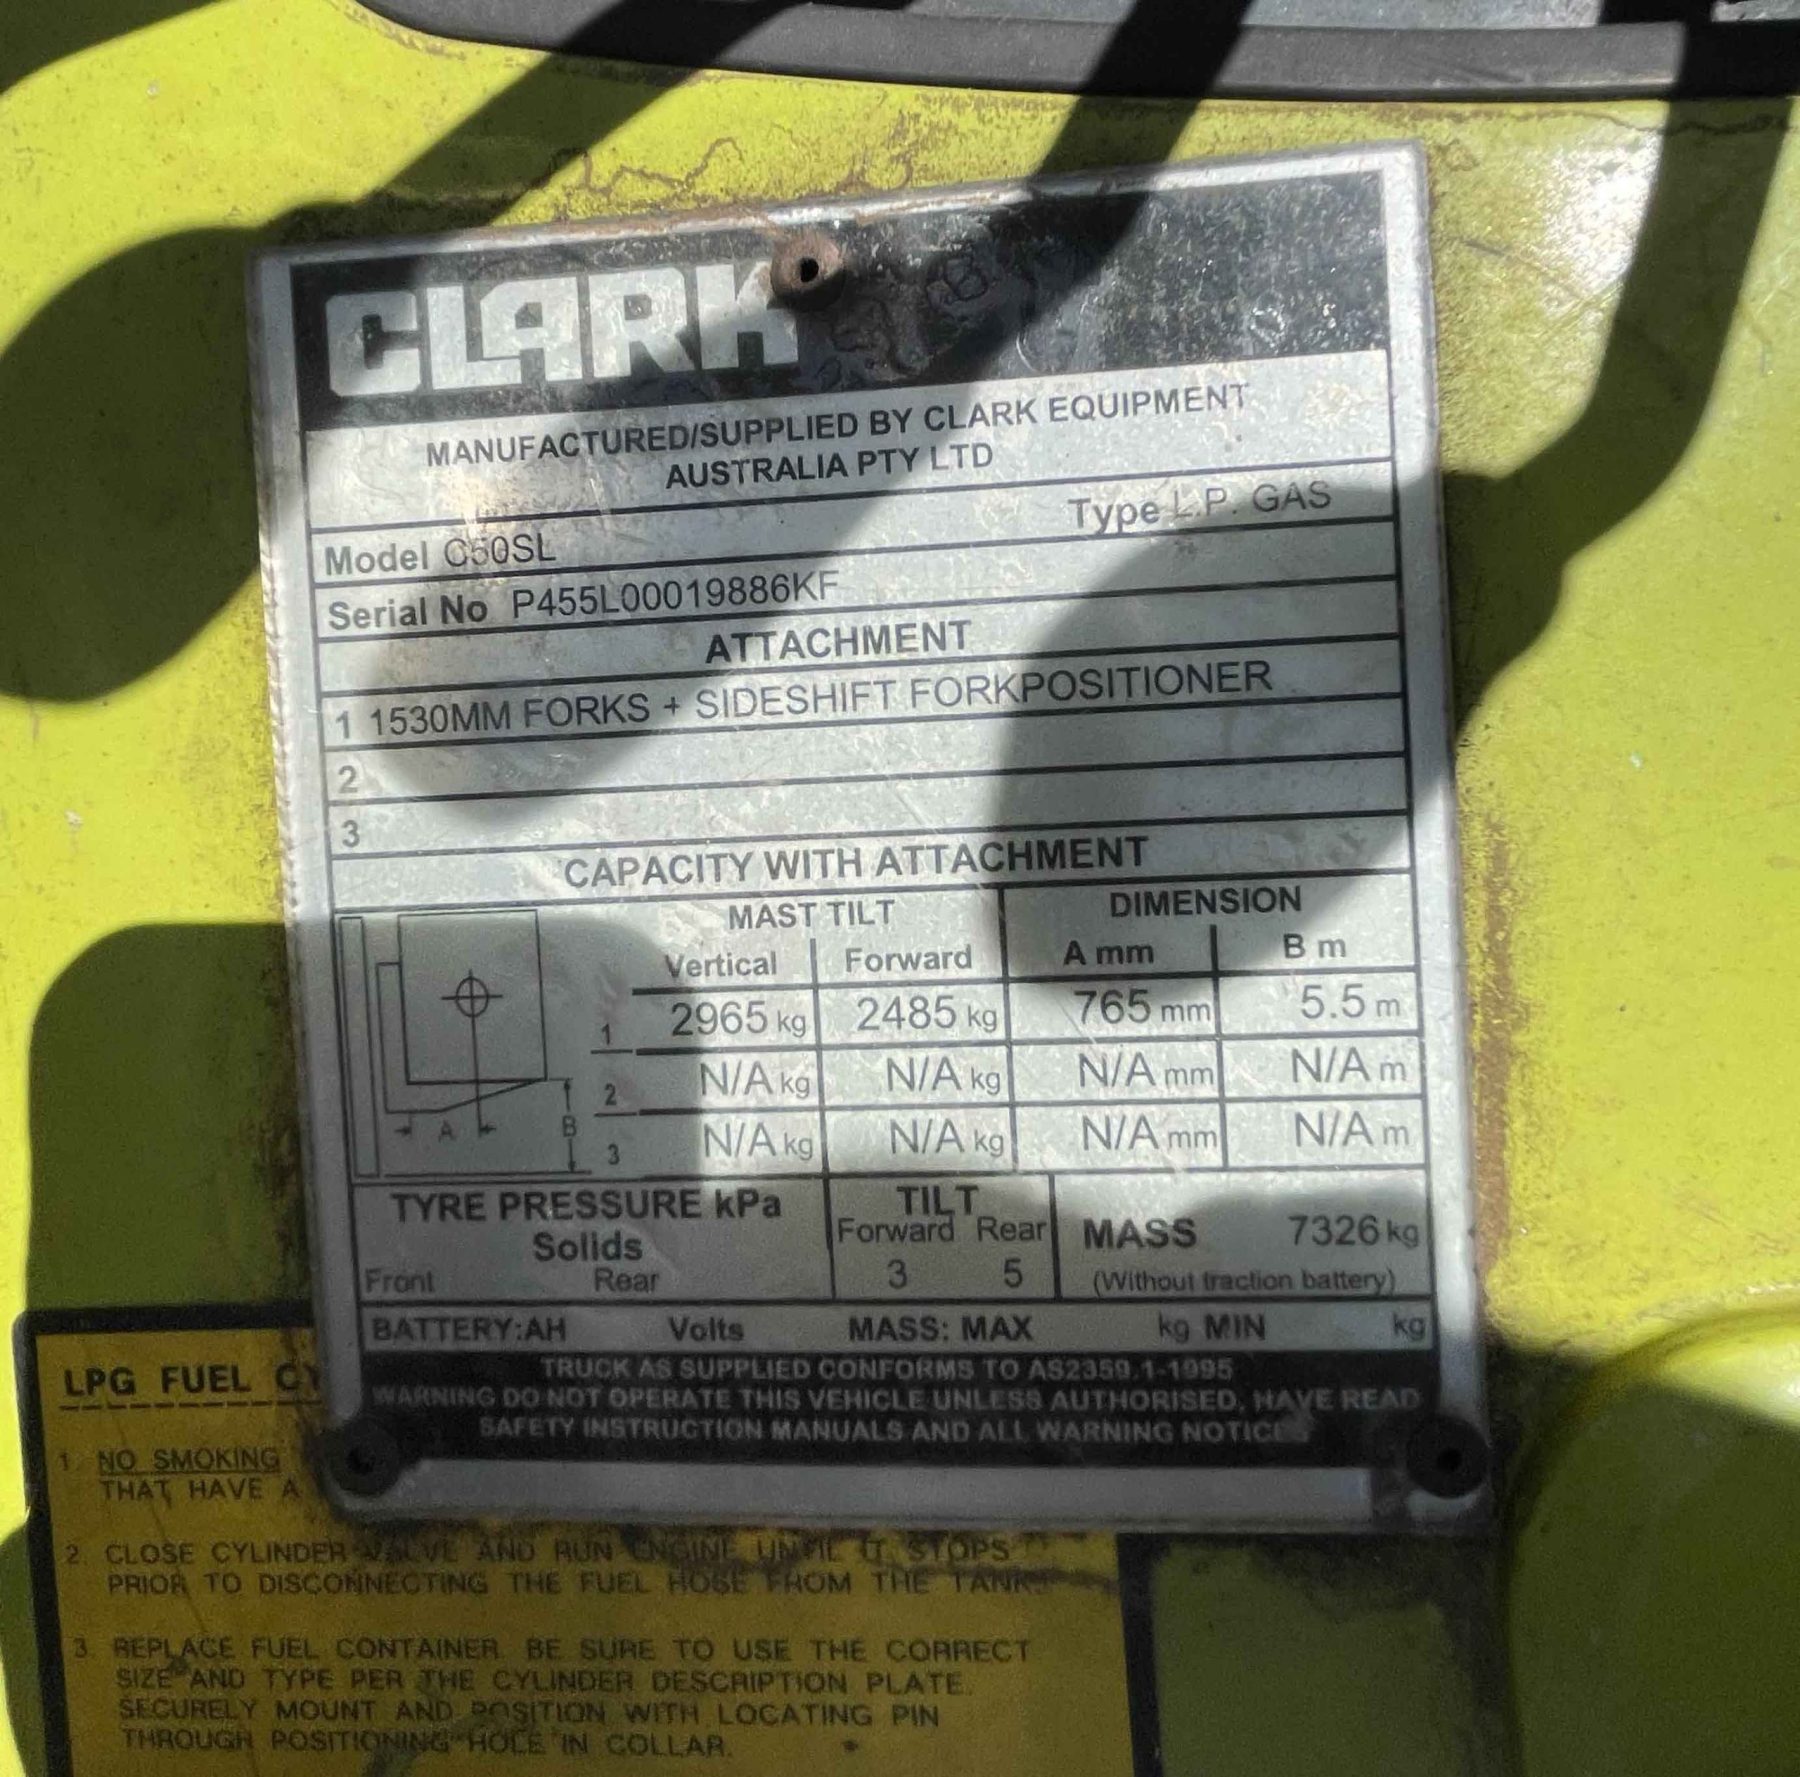 CLARK
MANUFACTURED/SUPPLIED BY CLARK EQUIPMENT
AUSTRALIA PTY LTD
Model C50SL Type L.P. GAS
Serial No P455L00019886KF
ATTACHMENT
1 1530MM FORKS + SIDESHIFT FORKPOSITIONER
2
3
CAPACITY WITH ATTACHMENT
MAST TILT DIMENSION
Vertical Forward A mm B m
1 2965 kg 2485 kg 765 mm 5.5 m
2 N/A kg N/A kg N/A mm N/A m
3 N/A kg N/A kg N/A mm N/A m
A B
TYRE PRESSURE kPa TILT
Solids Forward Rear MASS 7326 kg
Front Rear 3 5 (Without traction battery)
BATTERY:AH Volts MASS: MAX kg MIN kg
TRUCK AS SUPPLIED CONFORMS TO AS2359.1-1995
WARNING DO NOT OPERATE THIS VEHICLE UNLESS AUTHORISED, HAVE READ
SAFETY INSTRUCTION MANUALS AND ALL WARNING
LPG FUEL
1. NO SMOKING
THAT HAVE A
2. CLOSE CYLINDER VALVE AND RUN ENGINE UNTIL IT STOPS
PRIOR TO DISCONNECTING THE FUEL HOSE FROM THE TANK.
3. REPLACE FUEL CONTAINER. BE SURE TO USE THE CORRECT
SIZE AND TYPE PER THE CYLINDER DESCRIPTION PLATE.
SECURELY MOUNT AND POSITION WITH LOCATING PIN
THROUGH POSITIONING HOLE IN COLLAR.